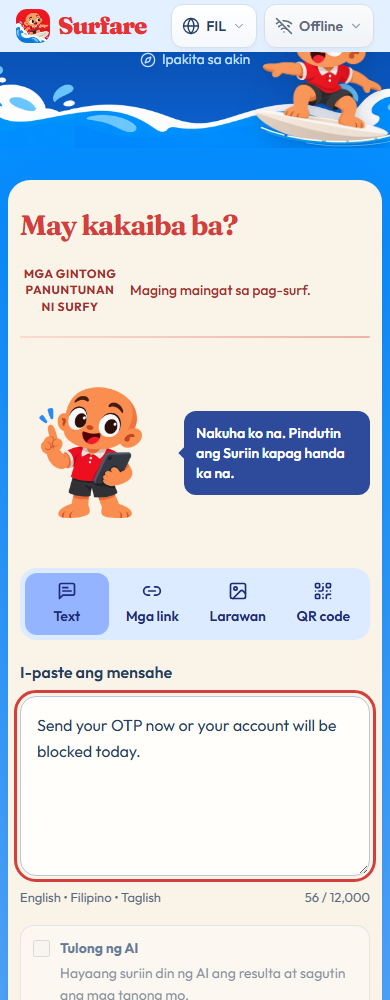 Surfare
FIL
Offline
Ipakita sa akin
May kakaiba ba?
MGA GINTONG
PANUNTUNAN
NI SURFY
Maging maingat sa pag-surf.
Nakuha ko na. Pindutin
ang Suriin kapag handa
ka na.
Text
Mga link
Larawan
QR code
I-paste ang mensahe
Send your OTP now or your account will be
blocked today.
English • Filipino • Taglish
56 / 12,000
Tulong ng AI
Hayaang suriin din ng AI ang resulta at sagutin
ang mga tanong mo.